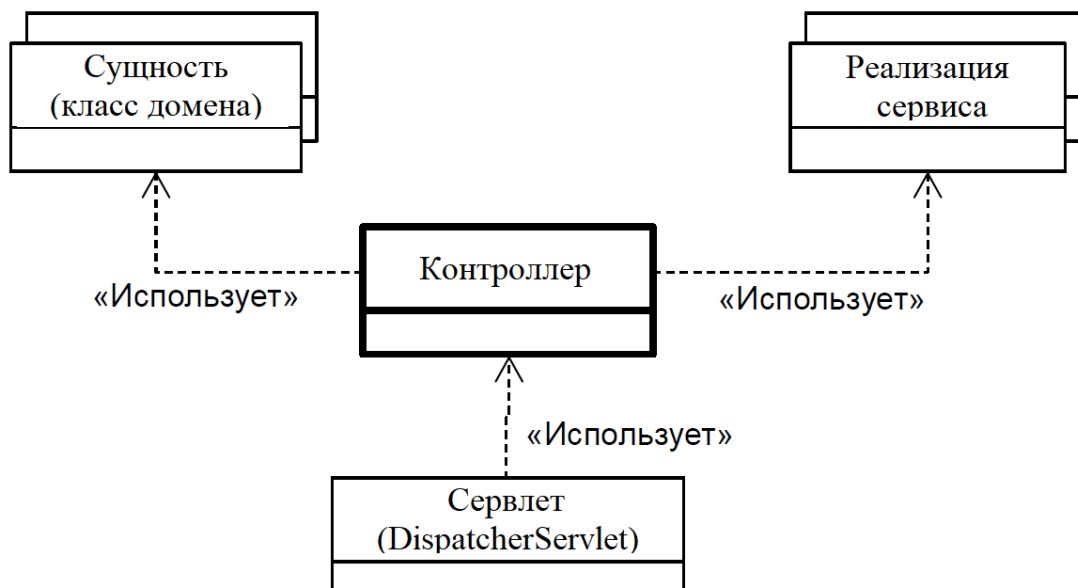 Сущность
(класс домена)
Реализация
сервиса
Контроллер
«Использует»
«Использует»
«Использует»
Сервлет
(DispatcherServlet)